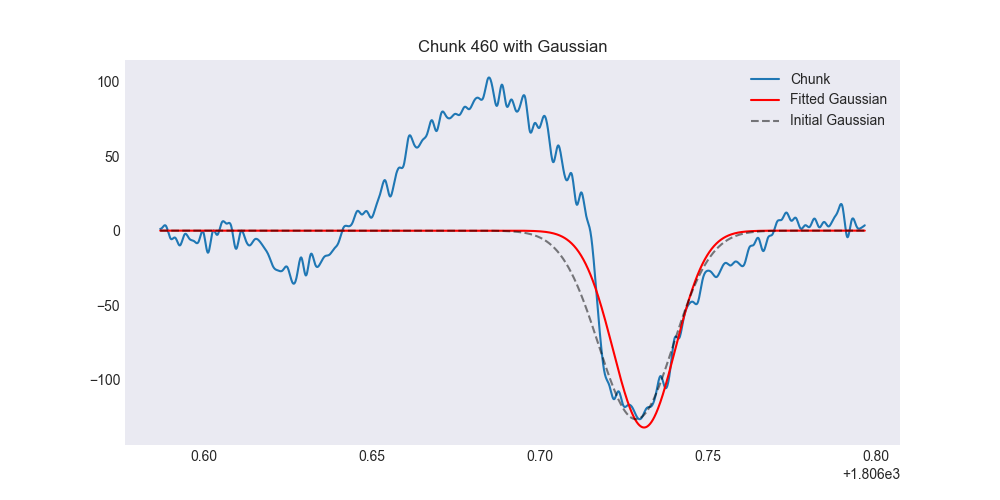 Chunk 460 with Gaussian
Chunk
Fitted Gaussian
Initial Gaussian
100
50
0
−50
−100
0.60 0.65 0.70 0.75 0.80
+1.806e3